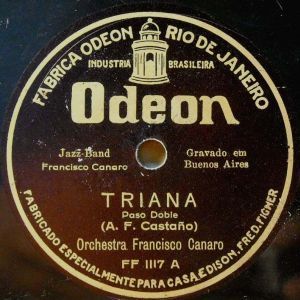 FABRICA ODEON RIO DE JANEIRO
INDUSTRIA BRASILEIRA
Odeon
Jazz-Band
Francisco Canaro
Gravado em
Buenos Aires
TRIANA
Paso Doble
(A. F. Castaño)
Orchestra Francisco Canaro
FF 1117 A
FABRICADO ESPECIALMENTE PARA CASA EDISON, FRED. FIGNER